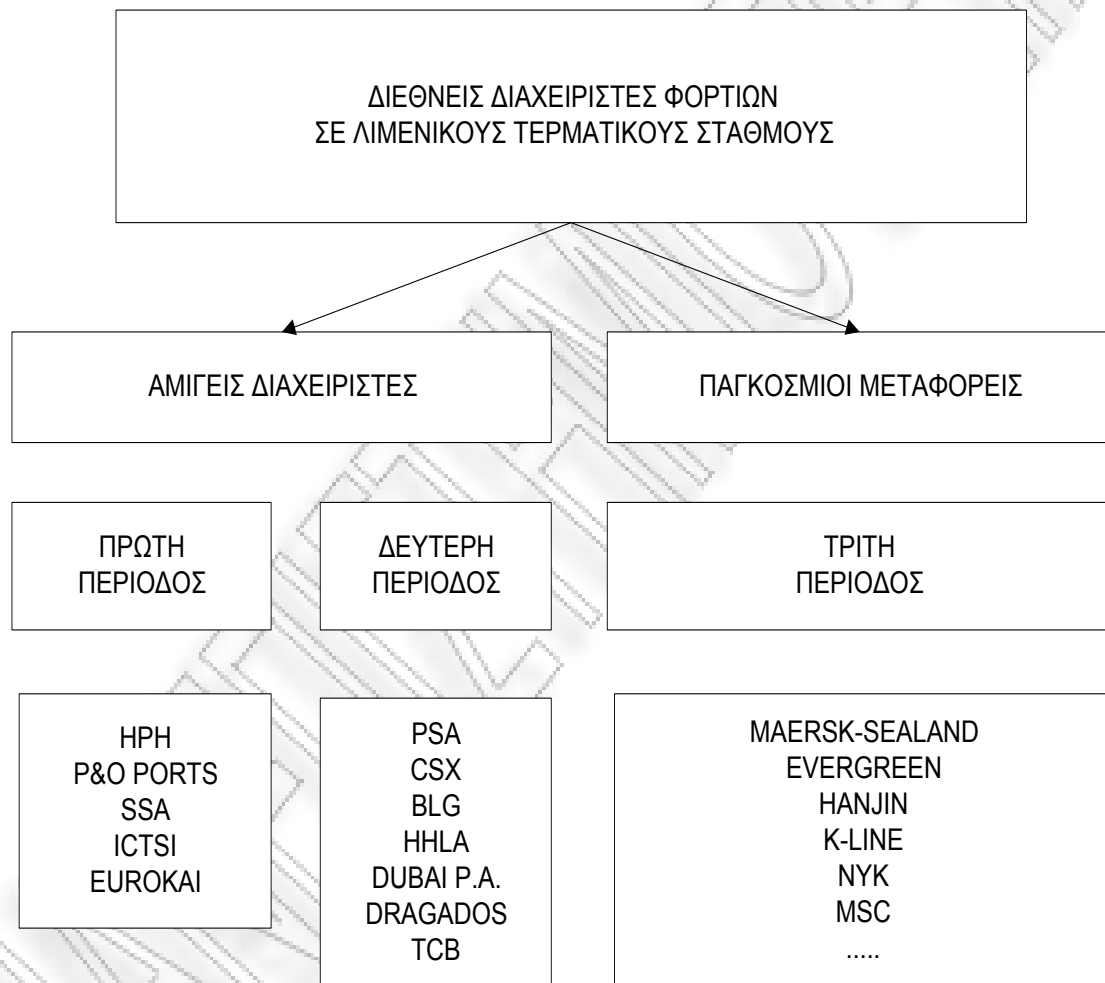 ΔΙΕΘΝΕΙΣ ΔΙΑΧΕΙΡΙΣΤΕΣ ΦΟΡΤΙΩΝ
ΣΕ ΛΙΜΕΝΙΚΟΥΣ ΤΕΡΜΑΤΙΚΟΥΣ ΣΤΑΘΜΟΥΣ
ΑΜΙΓΕΙΣ ΔΙΑΧΕΙΡΙΣΤΕΣ
ΠΑΓΚΟΣΜΙΟΙ ΜΕΤΑΦΟΡΕΙΣ
ΠΡΩΤΗ
ΠΕΡΙΟΔΟΣ
ΔΕΥΤΕΡΗ
ΠΕΡΙΟΔΟΣ
ΤΡΙΤΗ
ΠΕΡΙΟΔΟΣ
HPH
P&O PORTS
SSA
ICTSI
EUROKAI
PSA
CSX
BLG
HHLA
DUBAI P.A.
DRAGADOS
TCB
MAERSK-SEALAND
EVERGREEN
HANJIN
K-LINE
NYK
MSC
.....